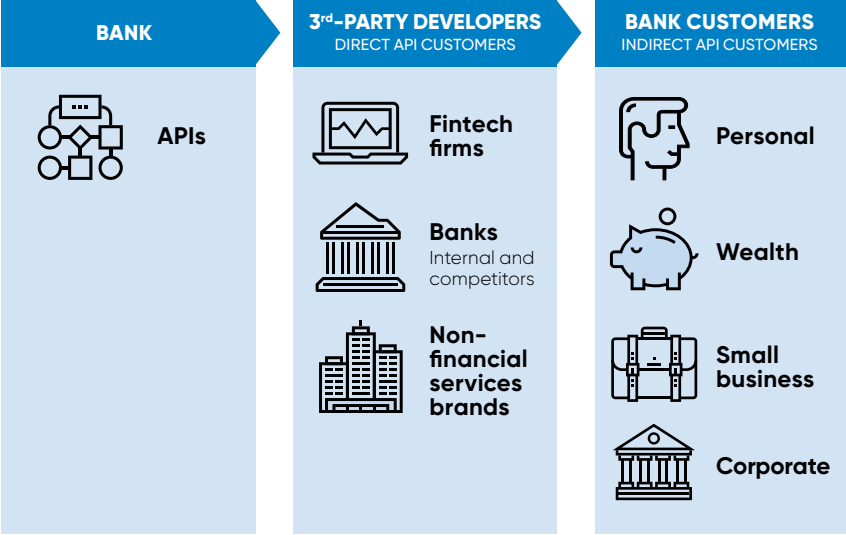 BANK
3rd-PARTY DEVELOPERS
DIRECT API CUSTOMERS
BANK CUSTOMERS
INDIRECT API CUSTOMERS
APIs
Fintech
firms
Banks
Internal and
competitors
Non-
financial
services
brands
Personal
Wealth
Small
business
Corporate